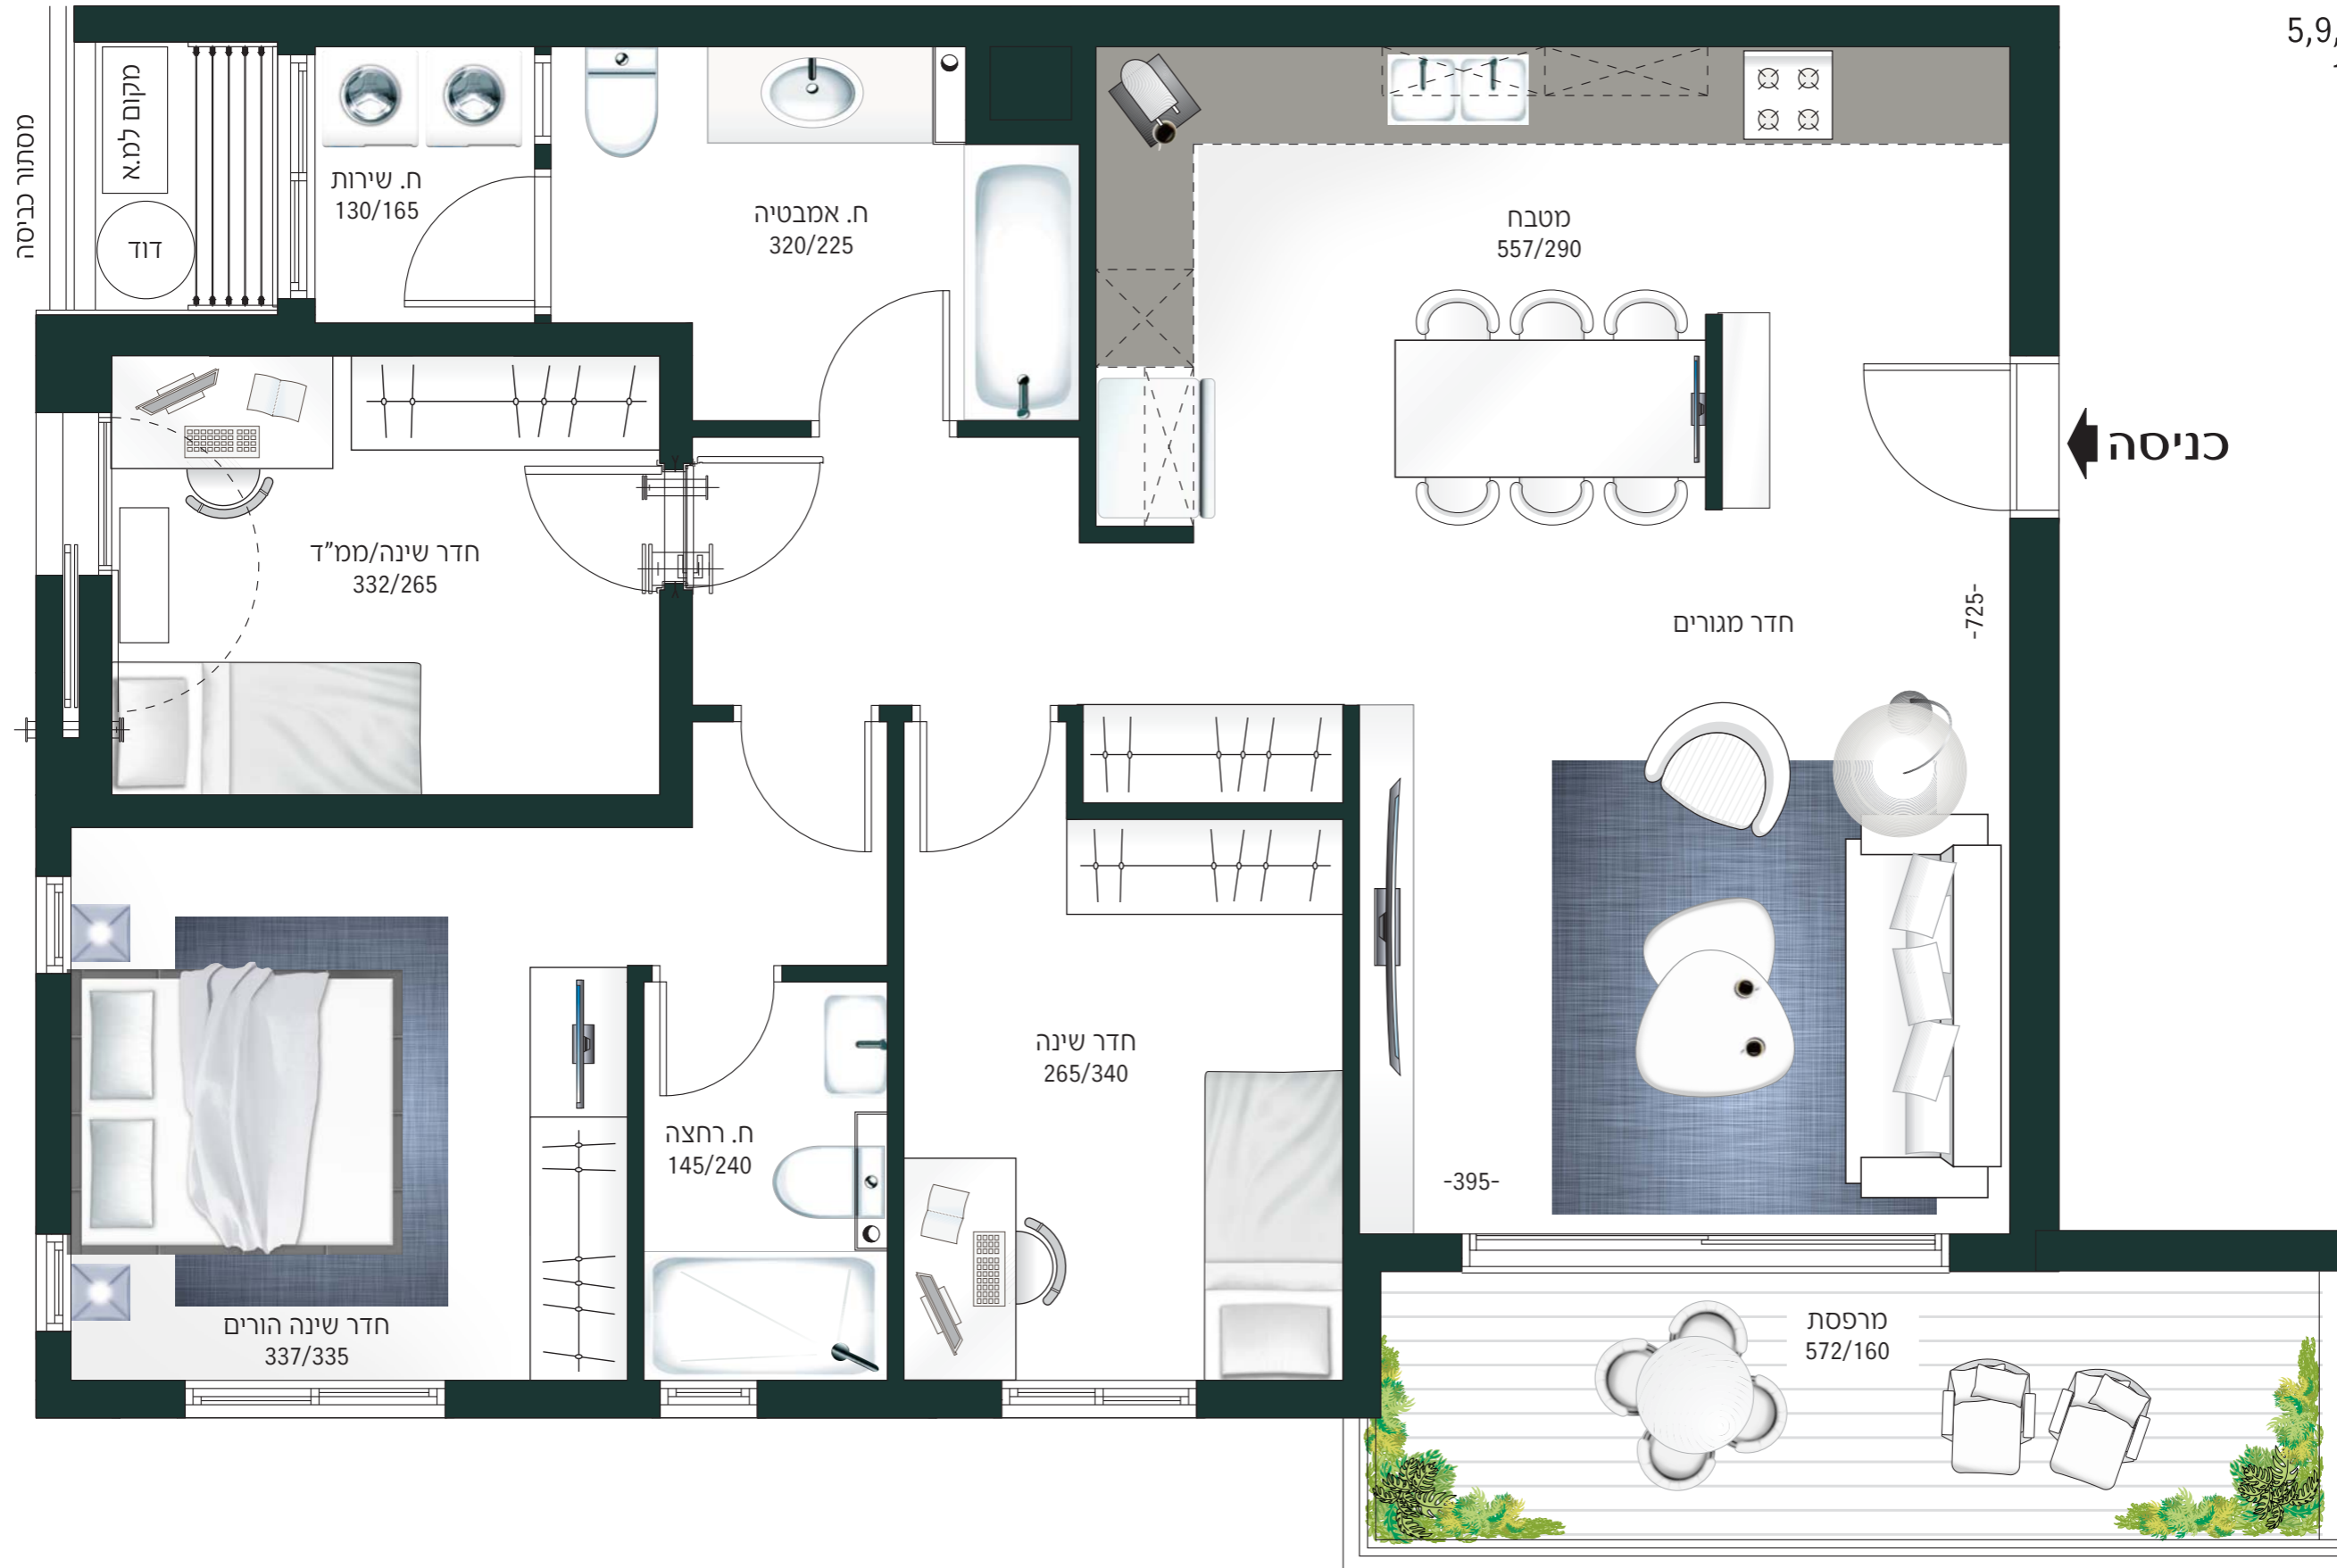 5,9,
מסתור כביסה
מקום למ.א
דוד
ח. שירות
130/165
ח. אמבטיה
320/225
מטבח
557/290
כניסה
חדר שינה/ממ"ד
332/265
חדר מגורים
-725-
חדר שינה
265/340
ח. רחצה
145/240
-395-
חדר שינה הורים
337/335
מרפסת
572/160